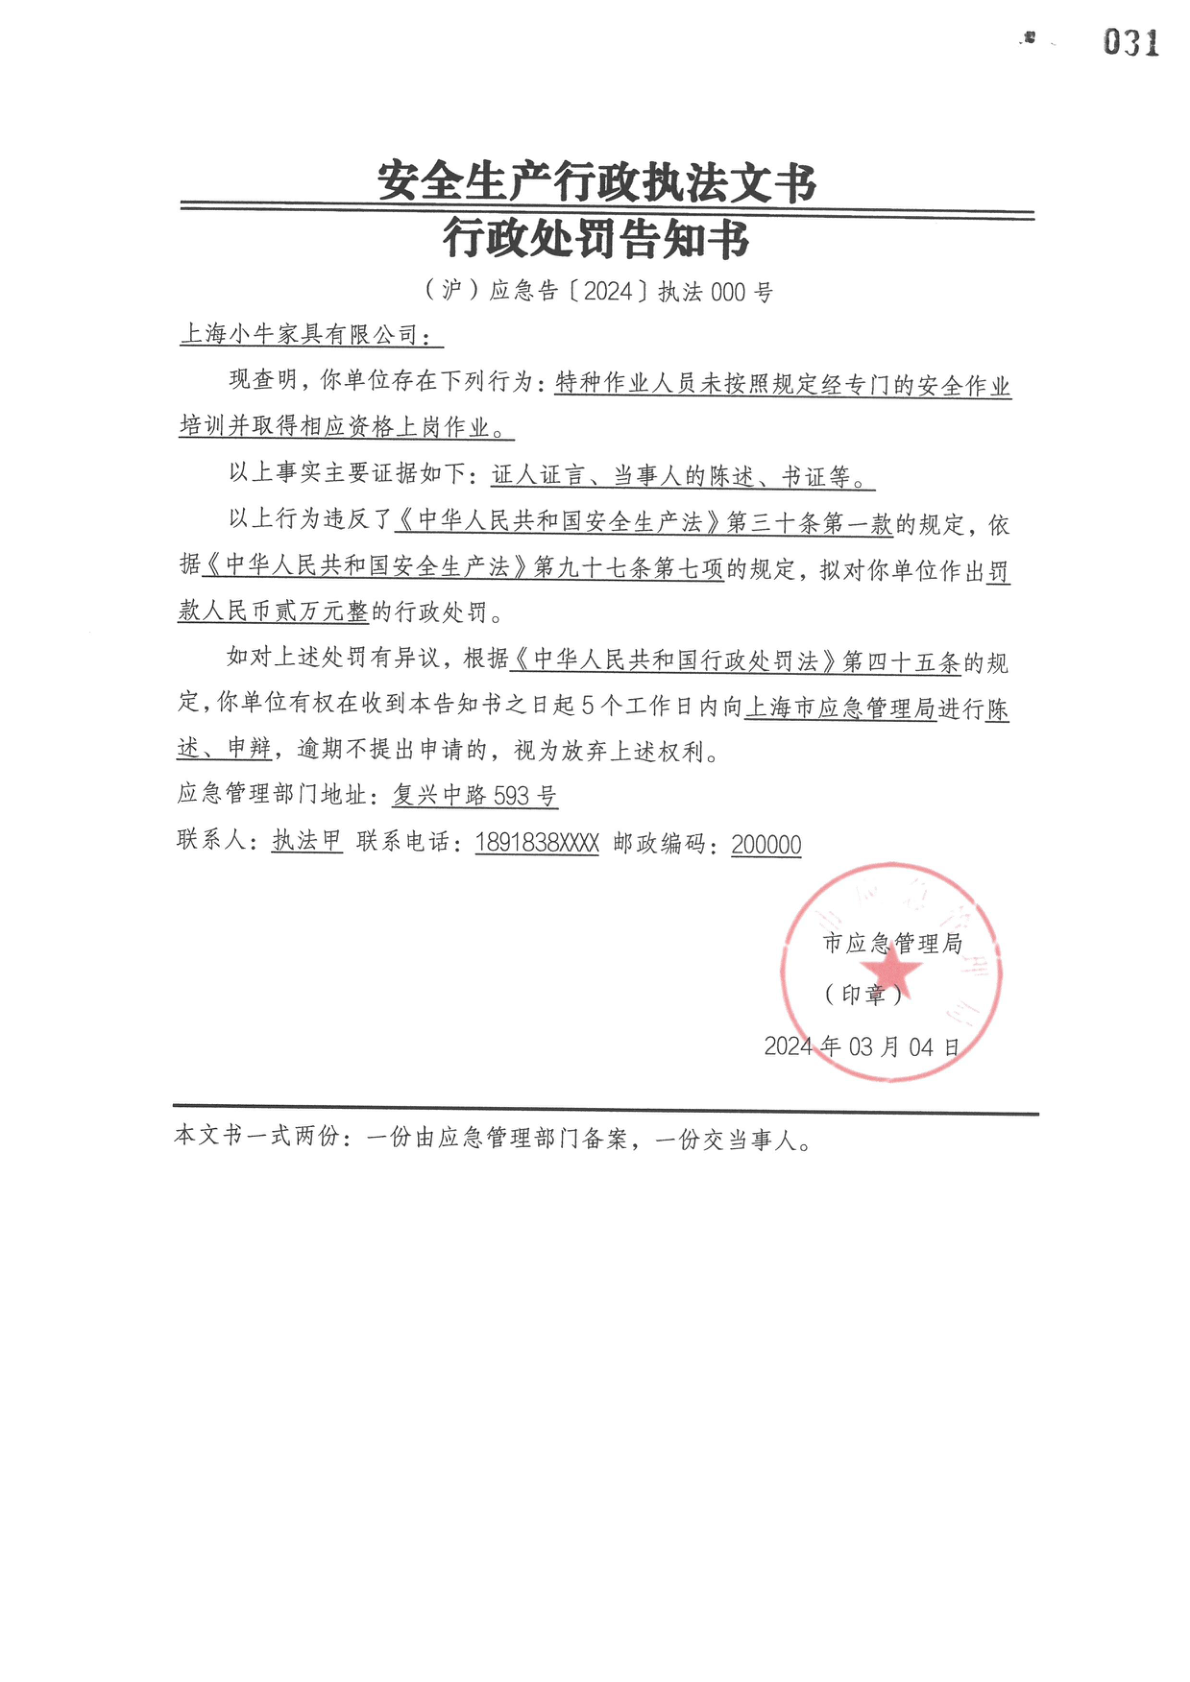 031
安全生产行政执法文书
行政处罚告知书
（沪）应急告〔2024〕执法 000 号
上海小牛家具有限公司：
现查明，你单位存在下列行为：特种作业人员未按照规定经专门的安全作业
培训并取得相应资格上岗作业。
以上事实主要证据如下：证人证言、当事人的陈述、书证等。
以上行为违反了《中华人民共和国安全生产法》第三十条第一款的规定，依
据《中华人民共和国安全生产法》第九十七条第七项的规定，拟对你单位作出罚
款人民币贰万元整的行政处罚。
如对上述处罚有异议，根据《中华人民共和国行政处罚法》第四十五条的规
定，你单位有权在收到本告知书之日起 5 个工作日内向上海市应急管理局进行陈
述、申辩，逾期不提出申请的，视为放弃上述权利。
应急管理部门地址：复兴中路 593 号
联系人：执法甲 联系电话：1891838XXXX 邮政编码：200000
市应急管理局
（印章）
2024 年 03 月 04 日
本文书一式两份：一份由应急管理部门备案，一份交当事人。